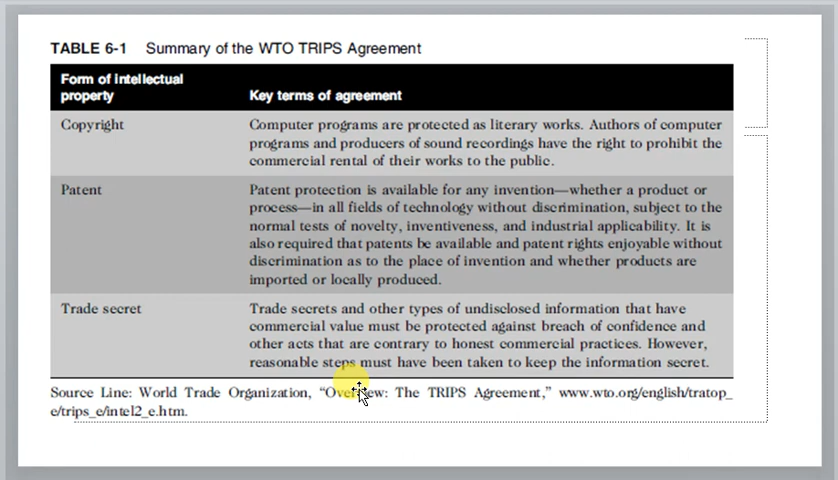 TABLE 6-1 Summary of the WTO TRIPS Agreement
Form of intellectual
property Key terms of agreement
Copyright Computer programs are protected as literary works. Authors of computer
programs and producers of sound recordings have the right to prohibit the
commercial rental of their works to the public.
Patent Patent protection is available for any invention—whether a product or
process—in all fields of technology without discrimination, subject to the
normal tests of novelty, inventiveness, and industrial applicability. It is
also required that patents be available and patent rights enjoyable without
discrimination as to the place of invention and whether products are
imported or locally produced.
Trade secret Trade secrets and other types of undisclosed information that have
commercial value must be protected against breach of confidence and
other acts that are contrary to honest commercial practices. However,
reasonable steps must have been taken to keep the information secret.
Source Line: World Trade Organization, “Overview: The TRIPS Agreement,” www.wto.org/english/tratop_
e/trips_e/intel2_e.htm.